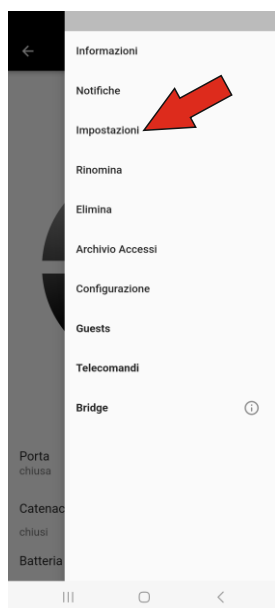 Informazioni
Notifiche
Impostazioni
Rinomina
Elimina
Archivio Accessi
Configurazione
Guests
Telecomandi
Bridge
Porta
chiusa
Catenac
chiusi
Batteria